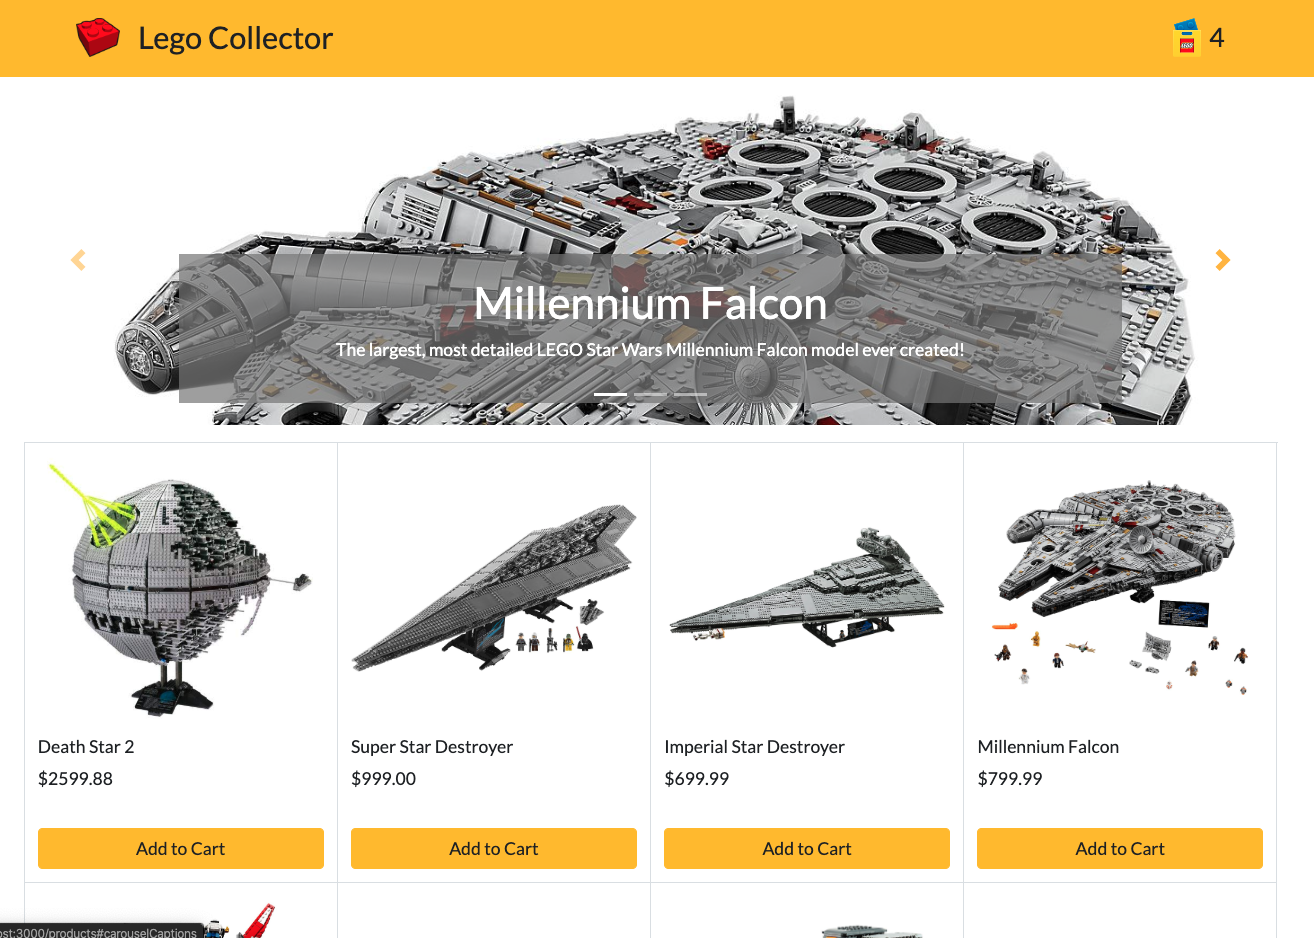 Lego Collector
LEGO
4
Millennium Falcon
The largest, most detailed LEGO Star Wars Millennium Falcon model ever created!
Death Star 2
$2599.88
Add to Cart
Super Star Destroyer
$999.00
Add to Cart
Imperial Star Destroyer
$699.99
Add to Cart
Millennium Falcon
$799.99
Add to Cart
ost:3000/products#carouselCaptions